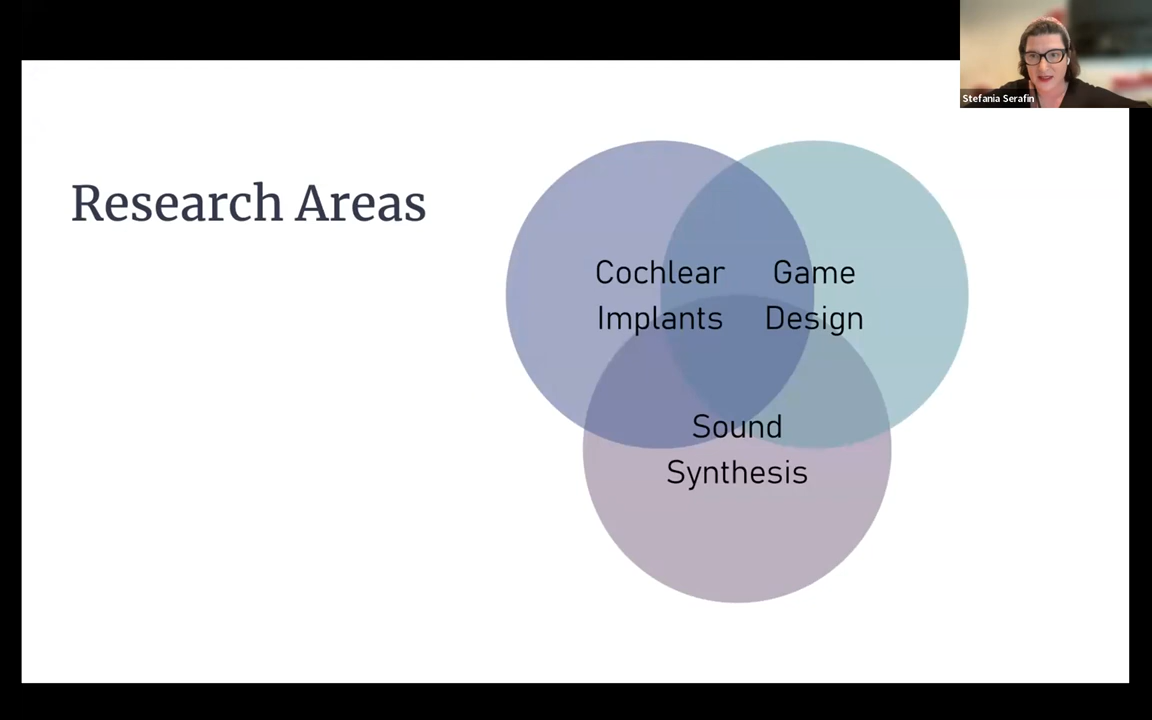 Stefania Serafin
Research Areas
Cochlear
Implants
Game
Design
Sound
Synthesis